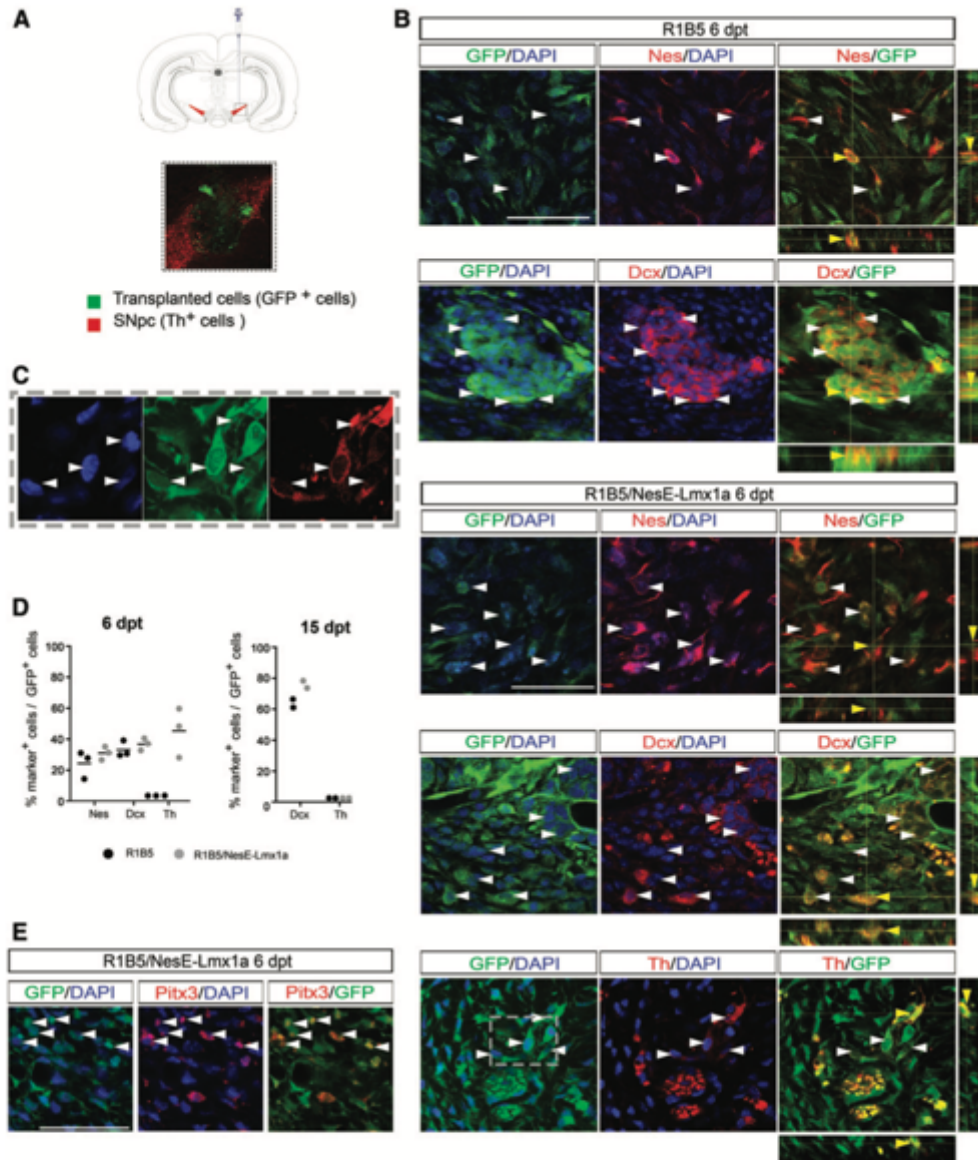 A
Transplanted cells (GFP + cells)
SNpc (Th+ cells )
B
R1B5 6 dpt
GFP/DAPI Nes/DAPI Nes/GFP
GFP/DAPI Dcx/DAPI Dcx/GFP
R1B5/NesE-Lmx1a 6 dpt
GFP/DAPI Nes/DAPI Nes/GFP
GFP/DAPI Dcx/DAPI Dcx/GFP
GFP/DAPI Th/DAPI Th/GFP
C
D
6 dpt
% marker+ cells / GFP+ cells
100
80
60
40
20
0
Nes Dcx Th
15 dpt
% marker+ cells / GFP+ cells
100
80
60
40
20
0
Dcx Th
R1B5 R1B5/NesE-Lmx1a
E
R1B5/NesE-Lmx1a 6 dpt
GFP/DAPI Pitx3/DAPI Pitx3/GFP